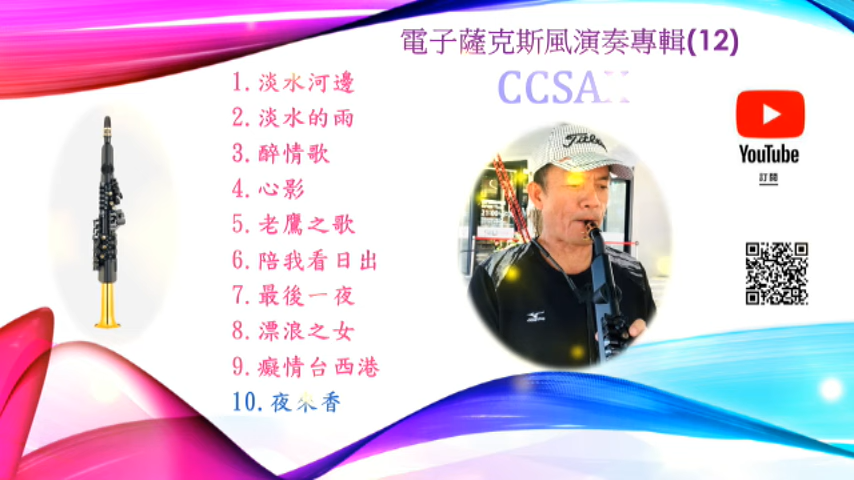 電子薩克斯風演奏專輯(12)
CCSAX
1.淡水河邊
2.淡水的雨
3.醉情歌
4.心影
5.老鷹之歌
6.陪我看日出
7.最後一夜
8.漂浪之女
9.癡情台西港
10.夜來香
YouTube
訂閱
Titleist